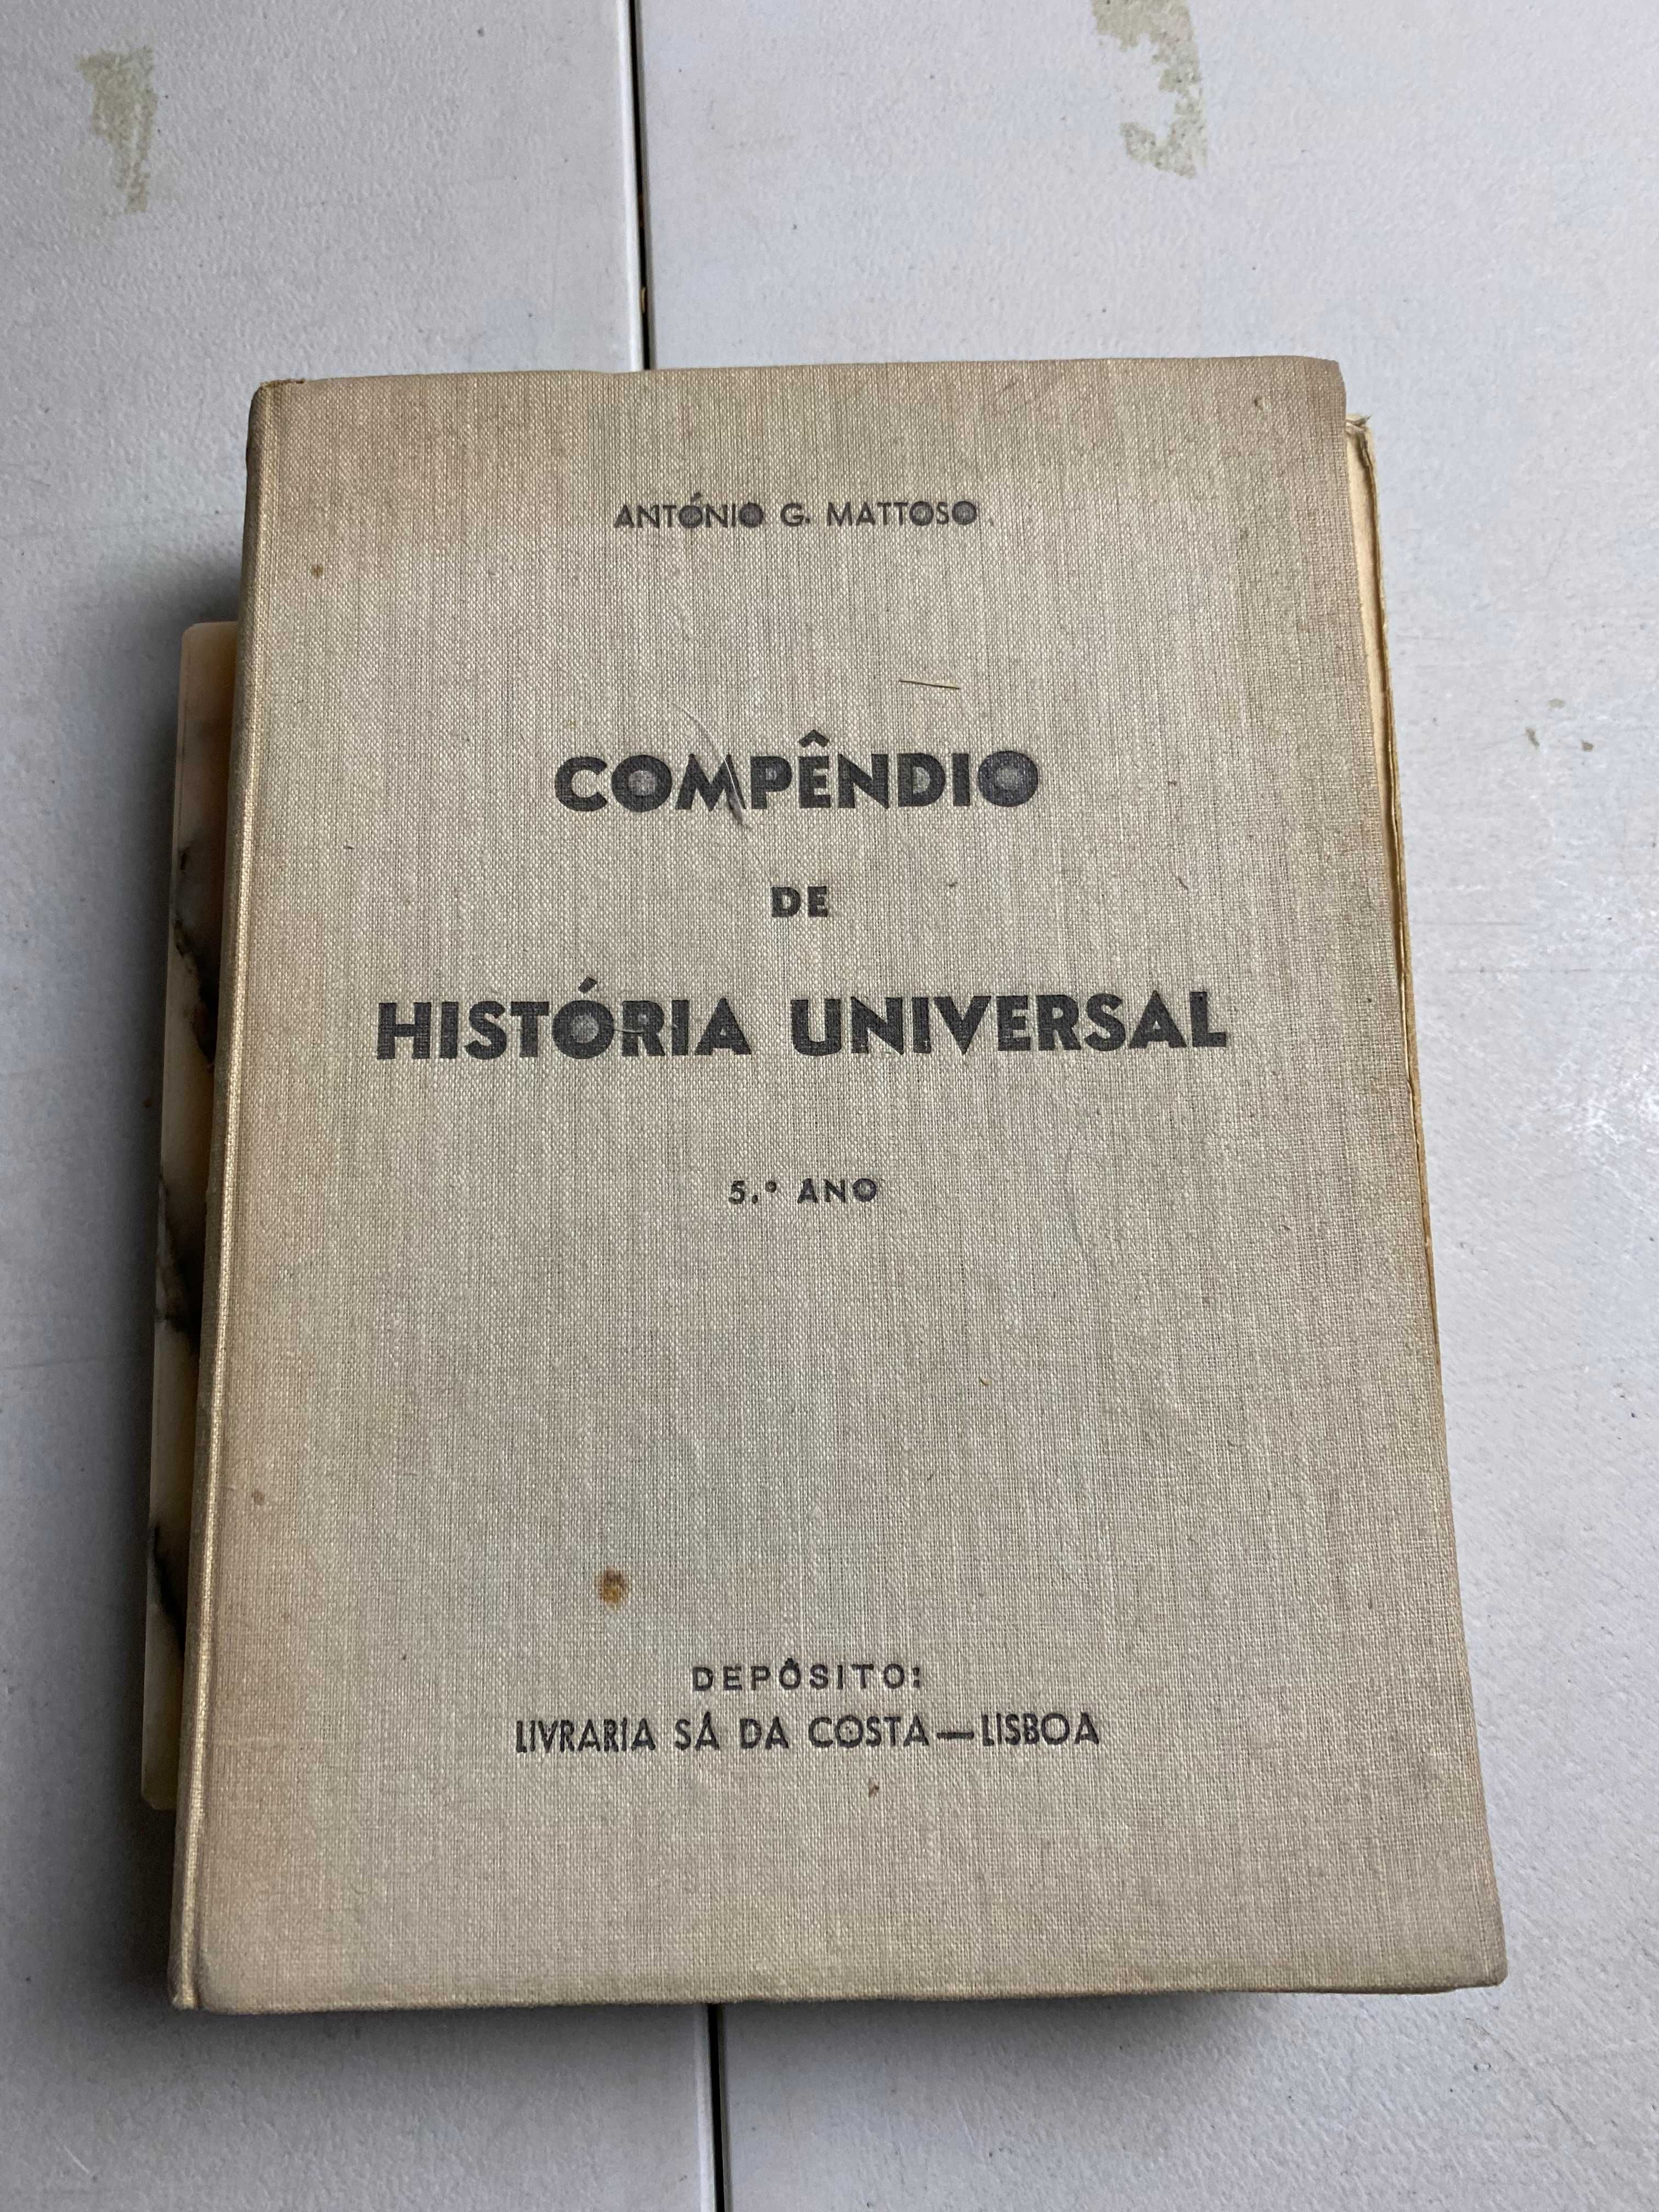 ANTÓNIO G. MATTOSO
COMPÊNDIO
DE
HISTÓRIA UNIVERSAL
5.º ANO
DEPÓSITO:
LIVRARIA SÁ DA COSTA — LISBOA